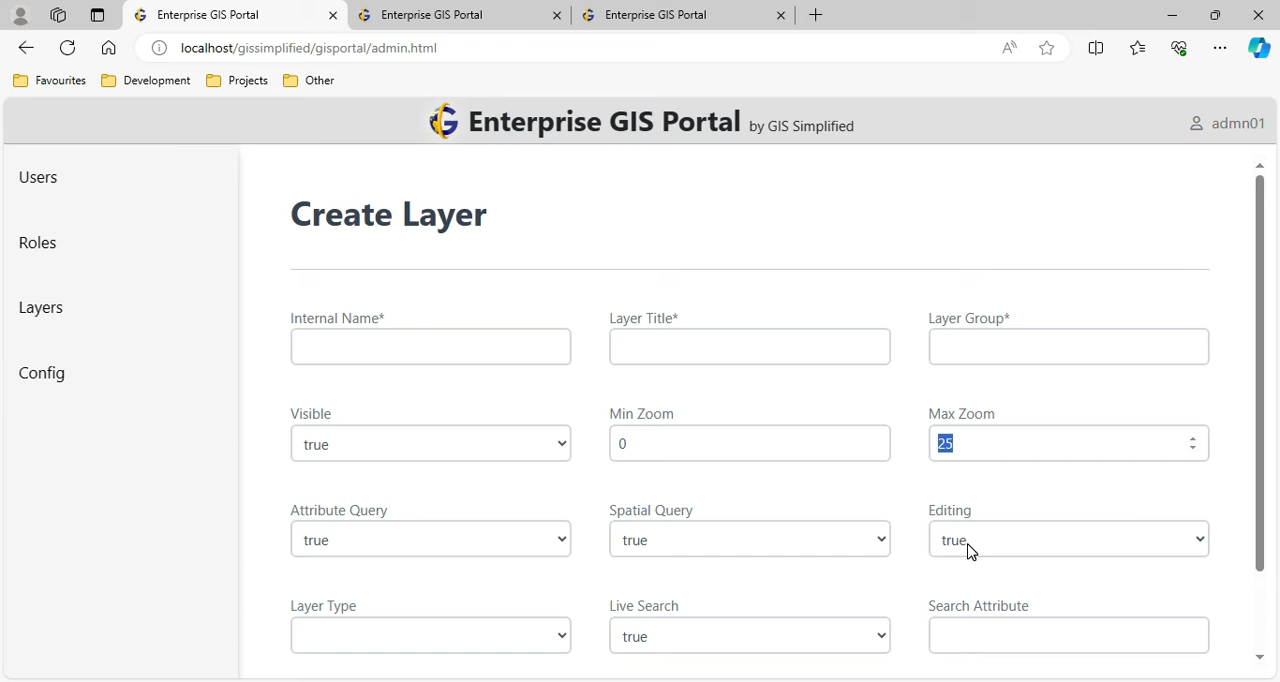 Enterprise GIS Portal Enterprise GIS Portal Enterprise GIS Portal
localhost/gissimplified/gisportal/admin.html
Favourites Development Projects Other
Enterprise GIS Portal by GIS Simplified admn01
Users
Roles
Layers
Config
Create Layer
Internal Name* Layer Title* Layer Group*
Visible Min Zoom Max Zoom
true 0 25
Attribute Query Spatial Query Editing
true true true
Layer Type Live Search Search Attribute
true